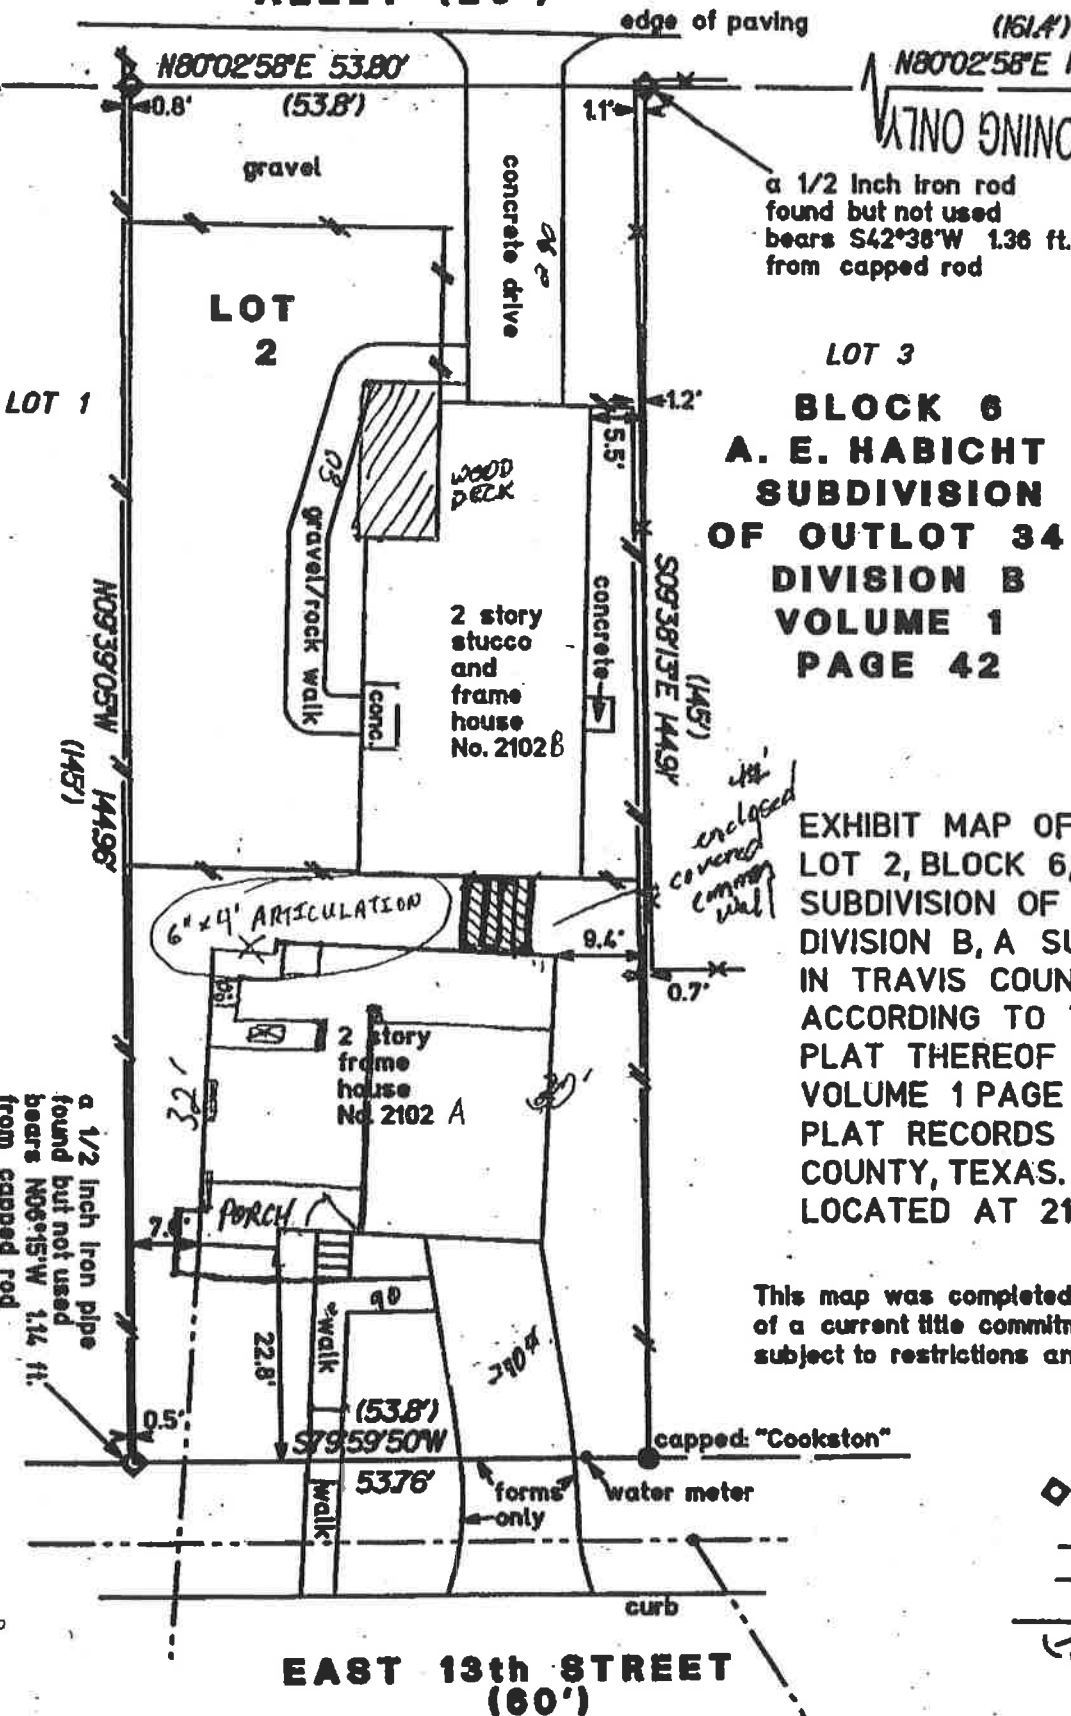 edge of paving
(161.4')
N80°02'58"E 53.80'
(53.8')
N80°02'58"E
0.8'
1.1'
ONING ONLY
gravel
concrete drive
a 1/2 inch iron rod
found but not used
bears S42°38'W 1.36 ft.
from capped rod
LOT
2
LOT 3
LOT 1
1.2'
5.5'
BLOCK 6
A. E. HABICHT
SUBDIVISION
OF OUTLOT 34
DIVISION B
VOLUME 1
PAGE 42
WOOD
DECK
80
gravel/rock walk
concrete
conc.
2 story
stucco
and
frame
house
No. 2102 B
N09°39'05"W 144.96'
(145')
S09°38'13"E 144.91'
(145')
enclosed
covered
common
wall
EXHIBIT MAP OF
LOT 2, BLOCK 6,
SUBDIVISION OF
DIVISION B, A SU
IN TRAVIS COUN
ACCORDING TO
PLAT THEREOF
VOLUME 1 PAGE
PLAT RECORDS
COUNTY, TEXAS.
LOCATED AT 21
6" x 4' ARTICULATION
9.4'
0.7'
2 story
frame
house
No. 2102 A
32'
PORCH
a 1/2 inch iron pipe
found but not used
bears N06°15'W 1.14 ft.
from capped rod
90
walk
22.8'
290
This map was completed
of a current title commitm
subject to restrictions an
0.5'
(53.8')
S79°59'50"W
53.76'
capped: "Cookston"
forms
only
water meter
walk
curb
EAST 13th STREET
(60')